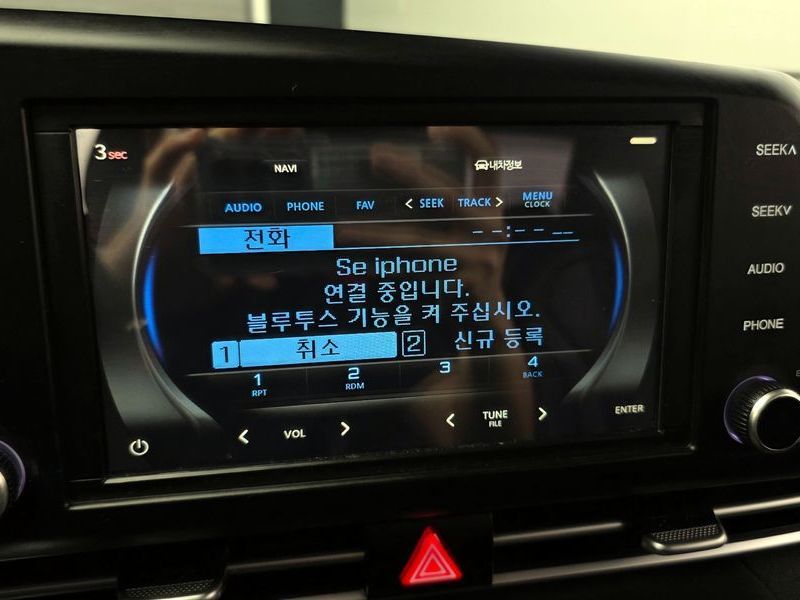 3 sec
NAVI
내차정보
AUDIO PHONE FAV < SEEK TRACK > MENU CLOCK
전화 --:-- --
Se iphone
연결 중입니다.
블루투스 기능을 켜 주십시오.
1 취소 2 신규 등록
1 RPT 2 RDM 3 4 BACK
< VOL > < TUNE FILE > ENTER
SEEK∧
SEEK∨
AUDIO
PHONE